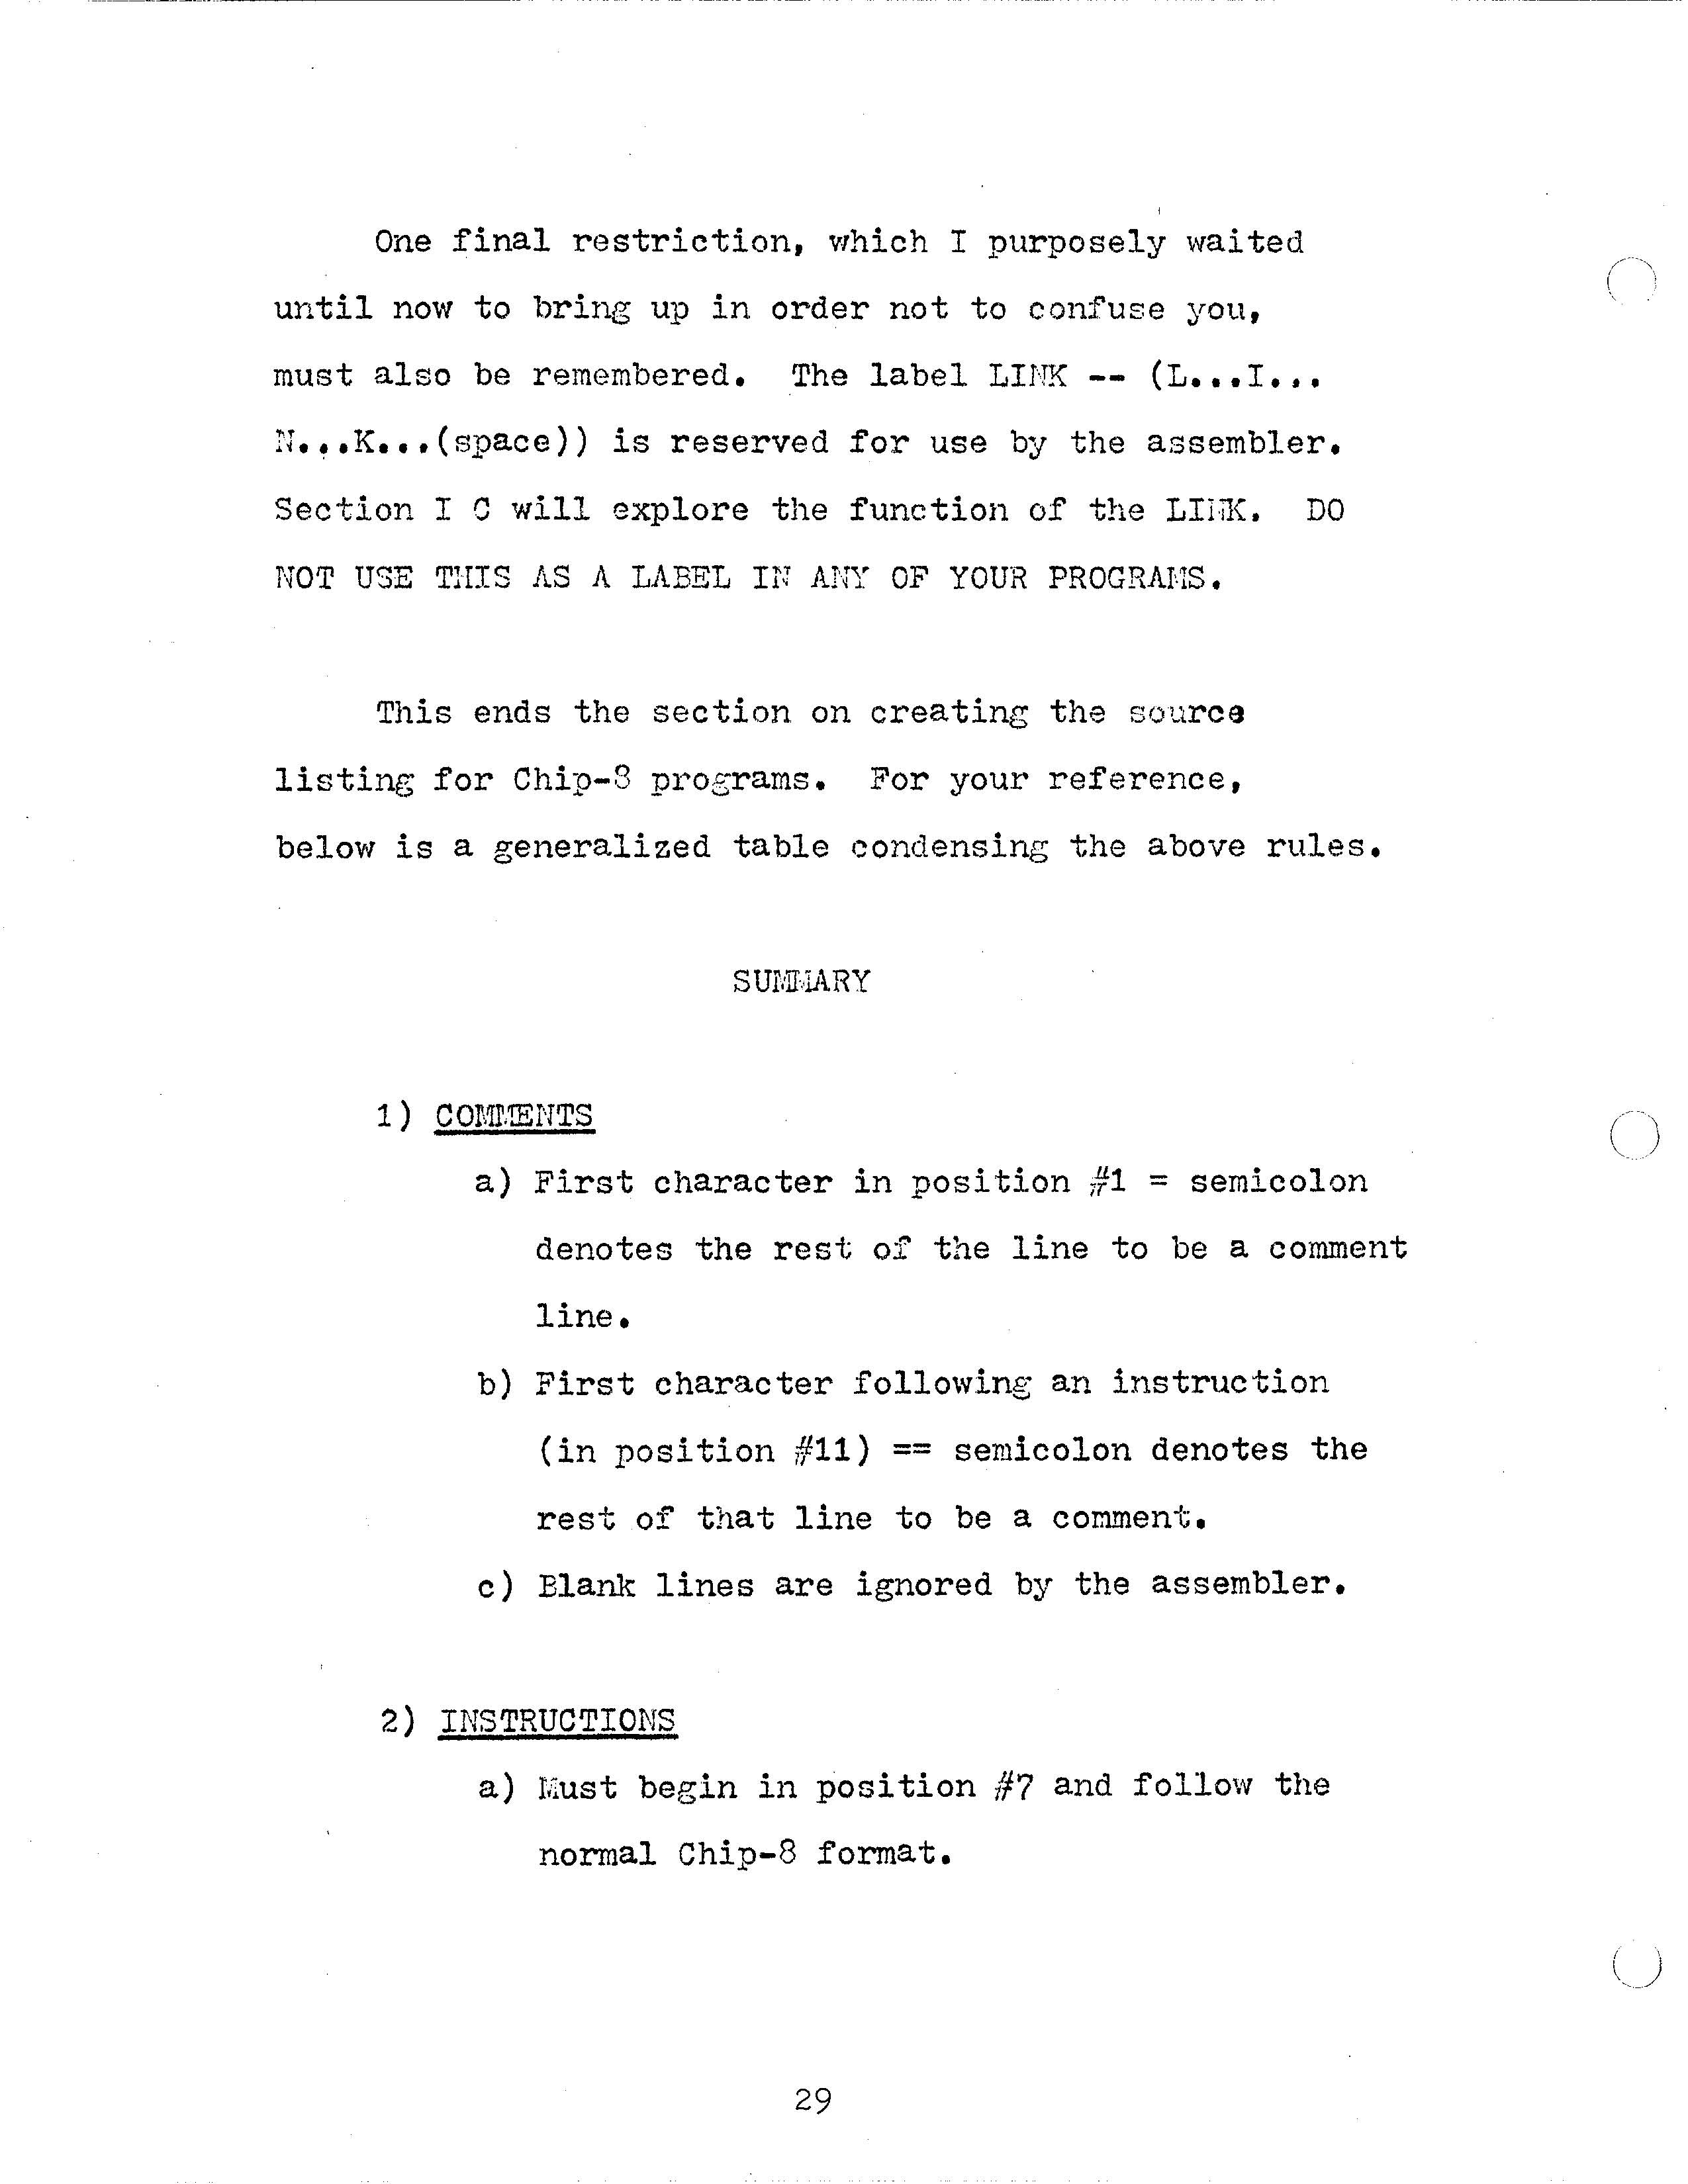 One final restriction, which I purposely waited
until now to bring up in order not to confuse you,
must also be remembered. The label LINK -- (L...I...
N...K...(space)) is reserved for use by the assembler.
Section I C will explore the function of the LINK. DO
NOT USE THIS AS A LABEL IN ANY OF YOUR PROGRAMS.
This ends the section on creating the source
listing for Chip-8 programs. For your reference,
below is a generalized table condensing the above rules.
SUMMARY
1) COMMENTS
a) First character in position #1 = semicolon
denotes the rest of the line to be a comment
line.
b) First character following an instruction
(in position #11) == semicolon denotes the
rest of that line to be a comment.
c) Blank lines are ignored by the assembler.
2) INSTRUCTIONS
a) Must begin in position #7 and follow the
normal Chip-8 format.
29